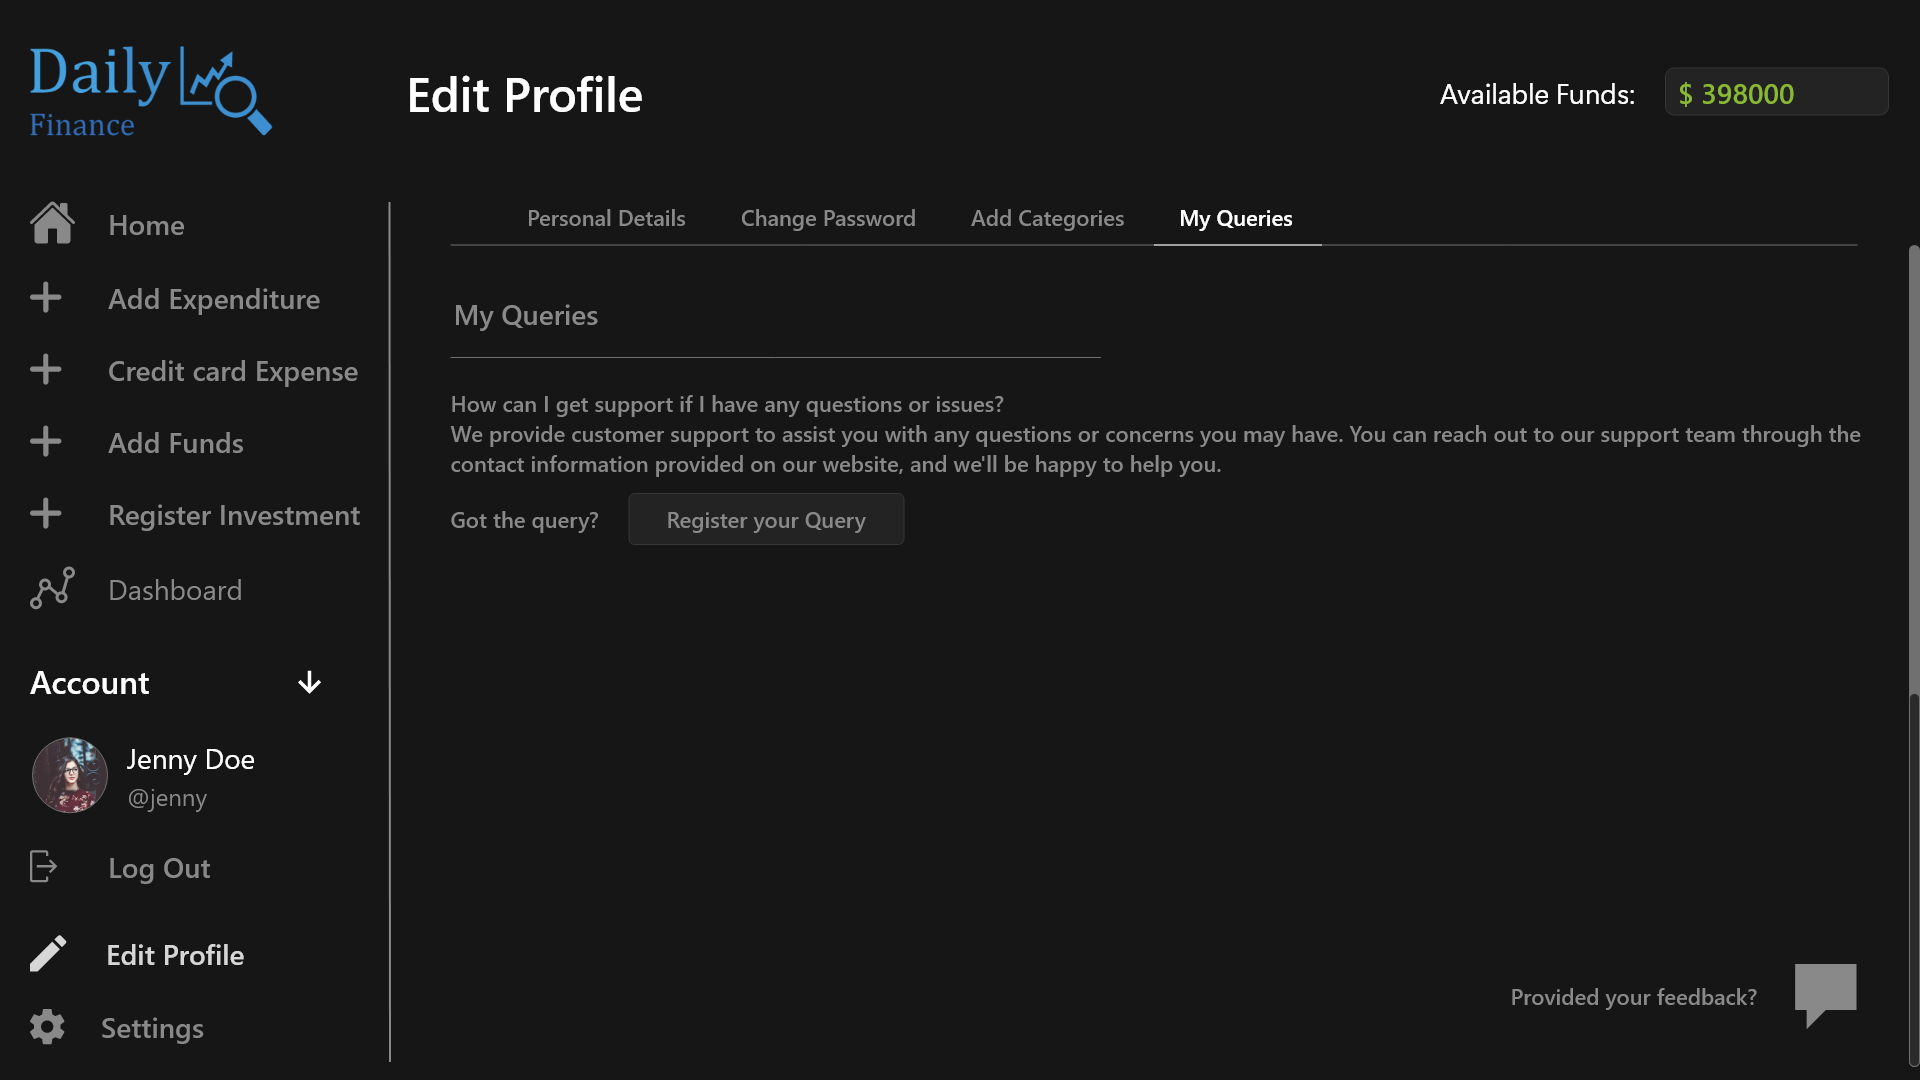 Daily
Finance
Edit Profile
Available Funds:
$ 398000
Home
Add Expenditure
Credit card Expense
Add Funds
Register Investment
Dashboard
Account
Jenny Doe
@jenny
Log Out
Edit Profile
Settings
Personal Details
Change Password
Add Categories
My Queries
My Queries
How can I get support if I have any questions or issues?
We provide customer support to assist you with any questions or concerns you may have. You can reach out to our support team through the
contact information provided on our website, and we'll be happy to help you.
Got the query?
Register your Query
Provided your feedback?